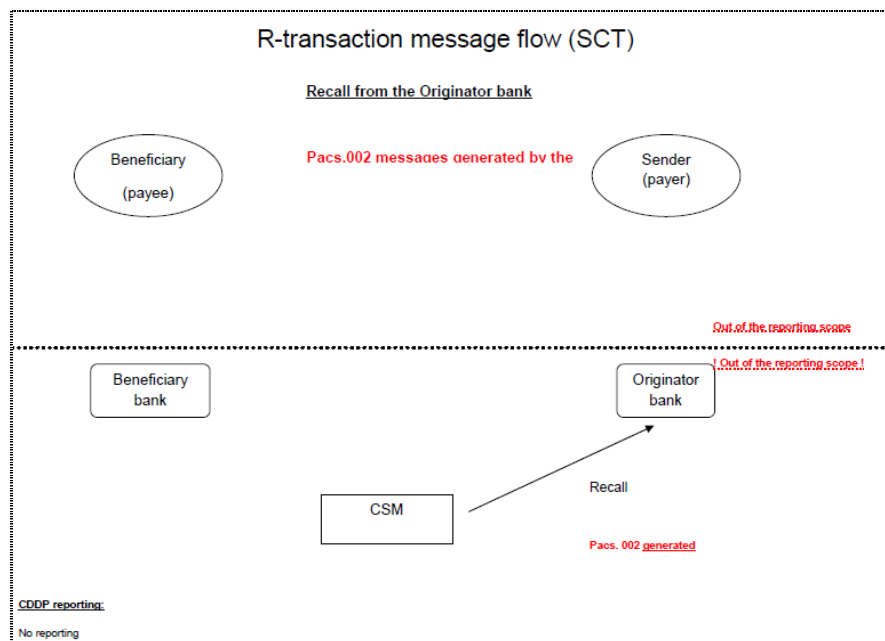 R-transaction message flow (SCT)
Recall from the Originator bank
Pacs.002 messages generated by the
Beneficiary
(payee)
Sender
(payer)
Out of the reporting scope
! Out of the reporting scope !
Beneficiary
bank
Originator
bank
Recall
CSM
Pacs. 002 generated
CDDP reporting:
No reporting